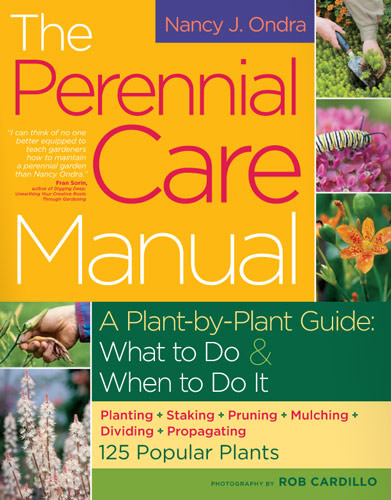 Nancy J. Ondra
The
Perennial
Care
Manual
"I can think of no one
better equipped to
teach gardeners
how to maintain
a perennial garden
than Nancy Ondra."
Fran Sorin,
author of Digging Deep:
Unearthing Your Creative Roots
Through Gardening
A Plant-by-Plant Guide:
What to Do &
When to Do It
Planting + Staking + Pruning + Mulching +
Dividing + Propagating
125 Popular Plants
PHOTOGRAPHY BY ROB CARDILLO